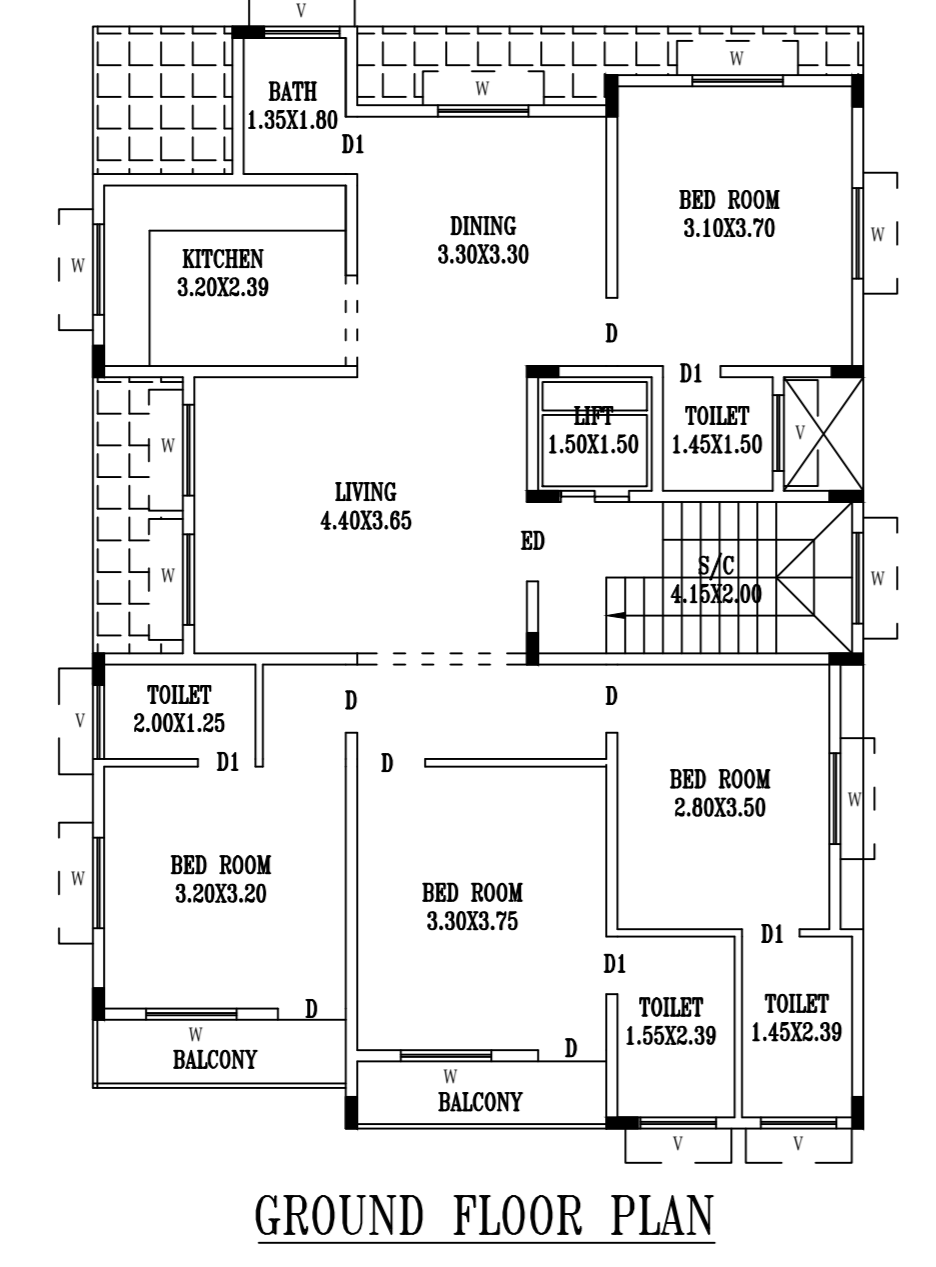 V
W
W
BATH
1.35X1.80
D1
BED ROOM
3.10X3.70
DINING
3.30X3.30
W
W
KITCHEN
3.20X2.39
D
D1
LIFT
1.50X1.50
TOILET
1.45X1.50
V
W
LIVING
4.40X3.65
ED
W
S/C
4.15X2.00
W
TOILET
2.00X1.25
V
D
D
D1
D
BED ROOM
2.80X3.50
W
W
BED ROOM
3.20X3.20
BED ROOM
3.30X3.75
D1
D1
D
TOILET
1.55X2.39
TOILET
1.45X2.39
W
BALCONY
D
W
BALCONY
V
V
GROUND FLOOR PLAN